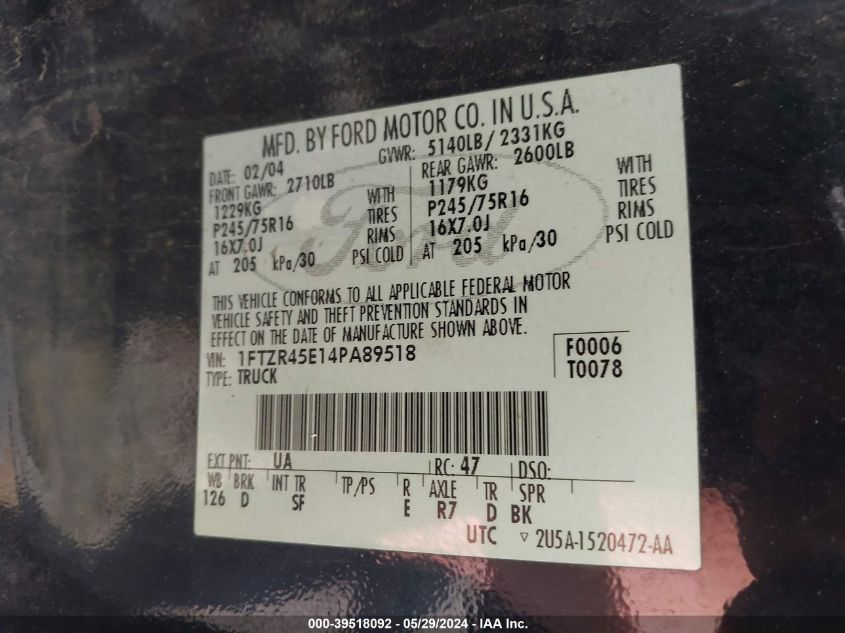 MFD. BY FORD MOTOR CO. IN U.S.A.
DATE: 02/04 GVWR: 5140LB/ 2331KG
FRONT GAWR: 2710LB REAR GAWR: 2600LB
1229KG WITH 1179KG WITH
P245/75R16 TIRES P245/75R16 TIRES
16X7.0J RIMS 16X7.0J RIMS
AT 205 kPa/30 PSI COLD AT 205 kPa/30 PSI COLD
Ford
THIS VEHICLE CONFORMS TO ALL APPLICABLE FEDERAL MOTOR
VEHICLE SAFETY AND THEFT PREVENTION STANDARDS IN
EFFECT ON THE DATE OF MANUFACTURE SHOWN ABOVE.
VIN: 1FTZR45E14PA89518 F0006
TYPE: TRUCK T0078
EXT PNT: UA RC: 47 DSO:
WB BRK INT TR TP/PS R AXLE TR SPR
126 D SF E R7 D BK
UTC ▽ 2U5A-1520472-AA
000-39518092 - 05/29/2024 - IAA Inc.